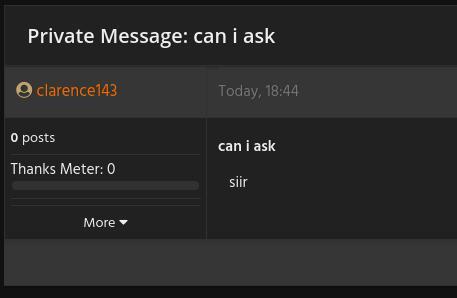 Private Message: can i ask
clarence143
Today, 18:44
0 posts
Thanks Meter: 0
More
can i ask
siir